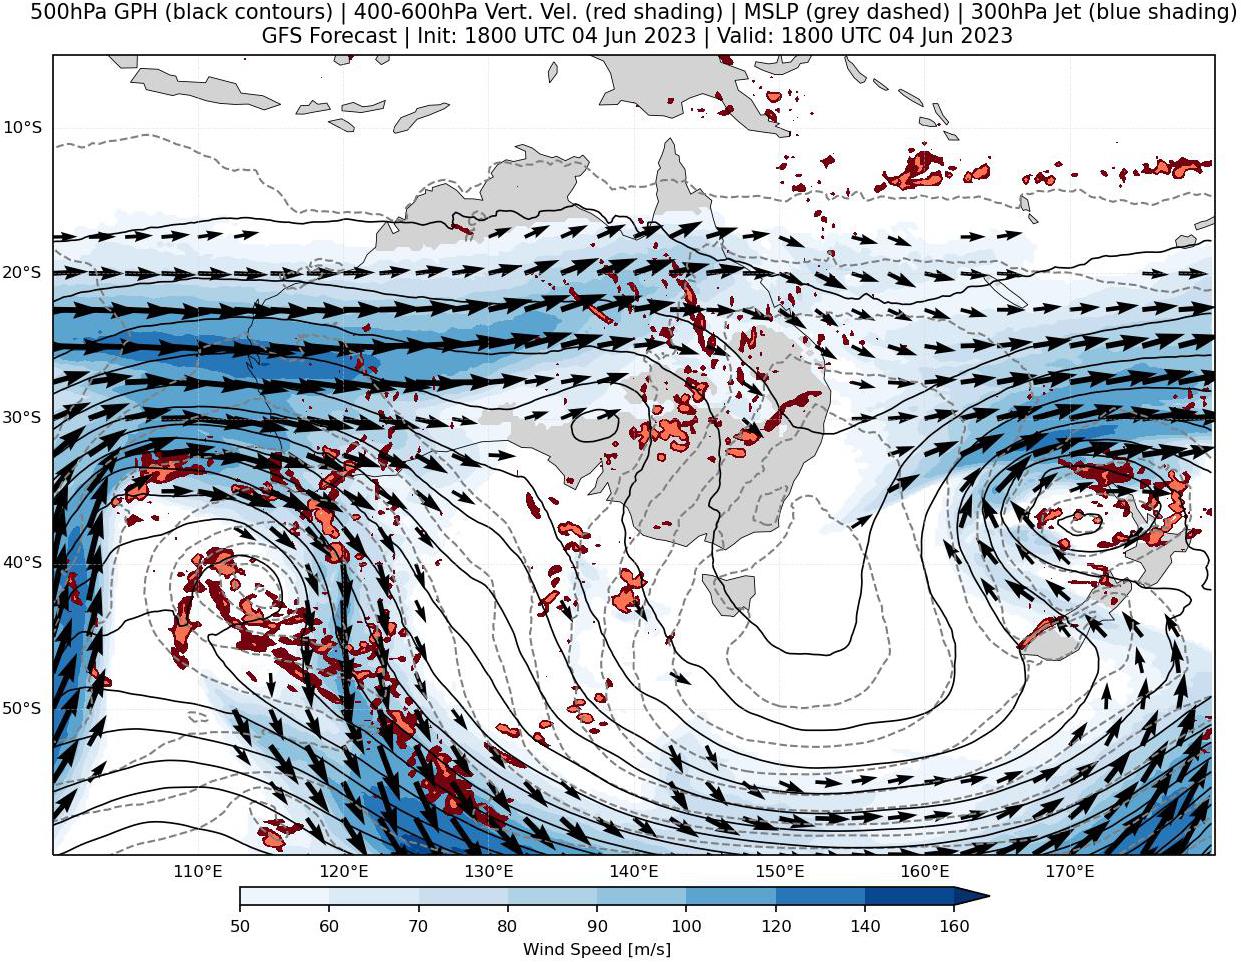 500hPa GPH (black contours) | 400-600hPa Vert. Vel. (red shading) | MSLP (grey dashed) | 300hPa Jet (blue shading)
GFS Forecast | Init: 1800 UTC 04 Jun 2023 | Valid: 1800 UTC 04 Jun 2023
10°S
20°S
30°S
40°S
50°S
110°E 120°E 130°E 140°E 150°E 160°E 170°E
50 60 70 80 90 100 120 140 160
Wind Speed [m/s]